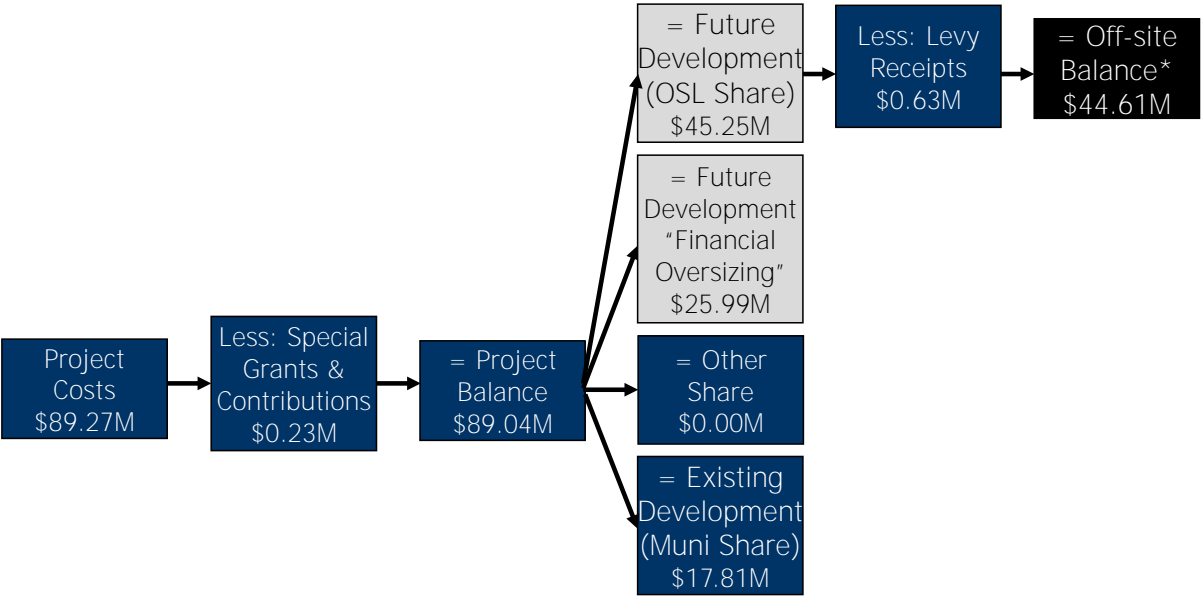 Project
Costs
$89.27M
Less: Special
Grants &
Contributions
$0.23M
= Project
Balance
$89.04M
= Future
Development
(OSL Share)
$45.25M
Less: Levy
Receipts
$0.63M
= Off-site
Balance*
$44.61M
= Future
Development
“Financial
Oversizing”
$25.99M
= Other
Share
$0.00M
= Existing
Development
(Muni Share)
$17.81M